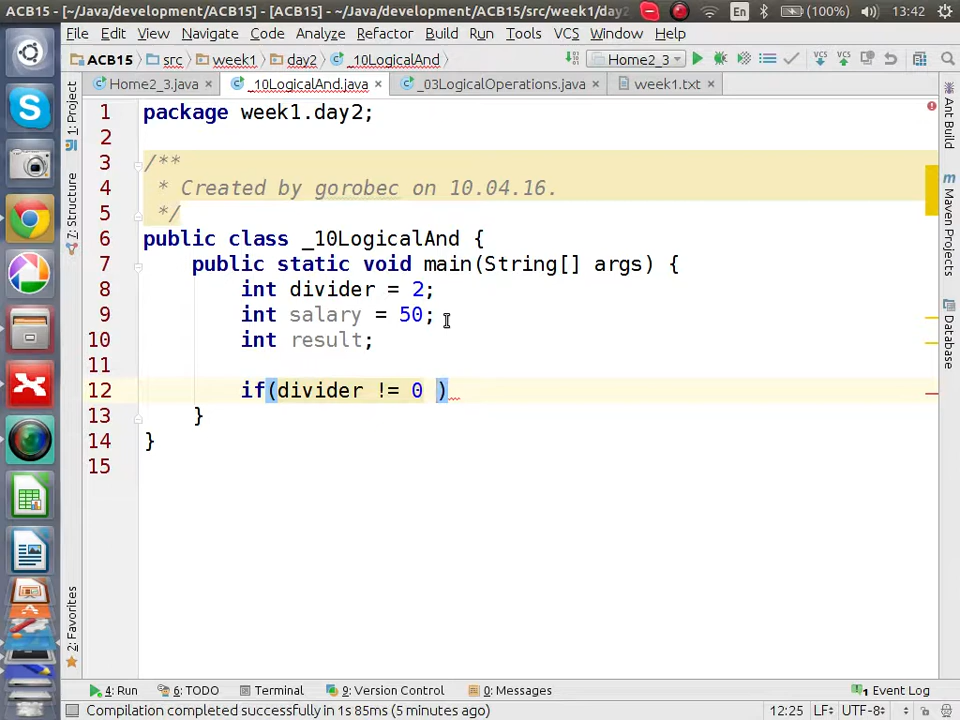 ACB15 - [~/Java/development/ACB15] - [ACB15] - ~/Java/development/ACB15/src/week1/day2 En (100%) 13:42
File Edit View Navigate Code Analyze Refactor Build Run Tools VCS Window Help
ACB15 src week1 day2 _10LogicalAnd Home2_3 VCS VCS
Home2_3.java _10LogicalAnd.java _03LogicalOperations.java week1.txt
1: Project
7: Structure
2: Favorites
1 package week1.day2;
2
3 /**
4 * Created by gorobec on 10.04.16.
5 */
6 public class _10LogicalAnd {
7 public static void main(String[] args) {
8 int divider = 2;
9 int salary = 50;
10 int result;
11
12 if(divider != 0 )
13 }
14 }
15
Ant Build
Maven Projects
Database
4: Run 6: TODO Terminal 9: Version Control 0: Messages 1 Event Log
Compilation completed successfully in 1s 85ms (5 minutes ago) 12:25 LF UTF-8